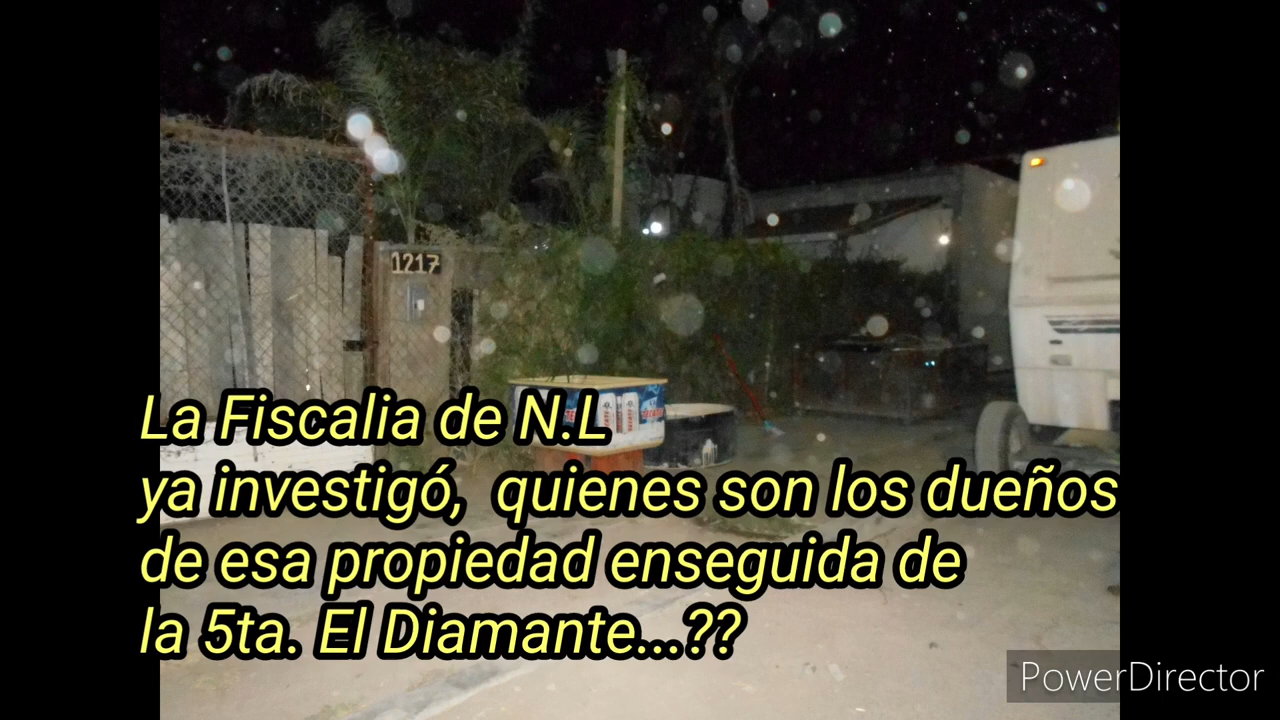 1217
TECATE
La Fiscalia de N.L
ya investigó, quienes son los dueños
de esa propiedad enseguida de
la 5ta. El Diamante...??
PowerDirector